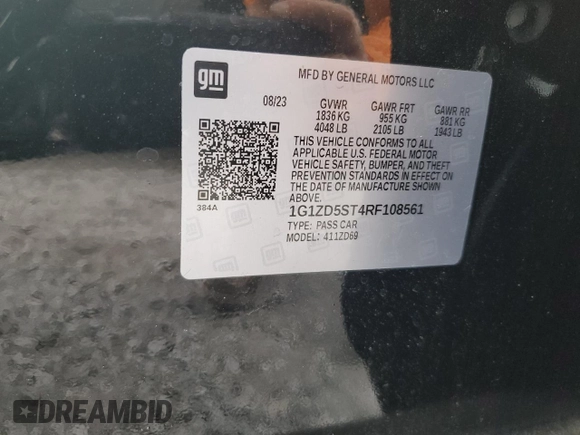 gm
MFD BY GENERAL MOTORS LLC
08/23 GVWR GAWR FRT GAWR RR
1836 KG 955 KG 881 KG
4048 LB 2105 LB 1943 LB
THIS VEHICLE CONFORMS TO ALL
APPLICABLE U.S. FEDERAL MOTOR
VEHICLE SAFETY, BUMPER, AND THEFT
PREVENTION STANDARDS IN EFFECT ON
THE DATE OF MANUFACTURE SHOWN
ABOVE.
384A
1G1ZD5ST4RF108561
TYPE: PASS CAR
MODEL: 411ZD69
DREAMBID